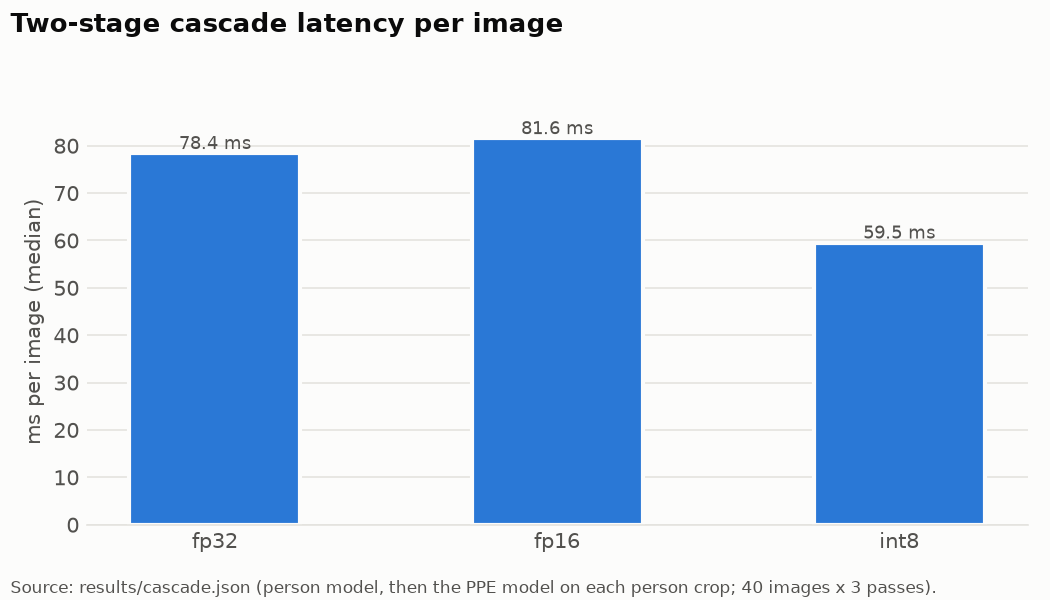 Two-stage cascade latency per image
78.4 ms
81.6 ms
59.5 ms
ms per image (median)
80
70
60
50
40
30
20
10
0
fp32
fp16
int8
Source: results/cascade.json (person model, then the PPE model on each person crop; 40 images x 3 passes).